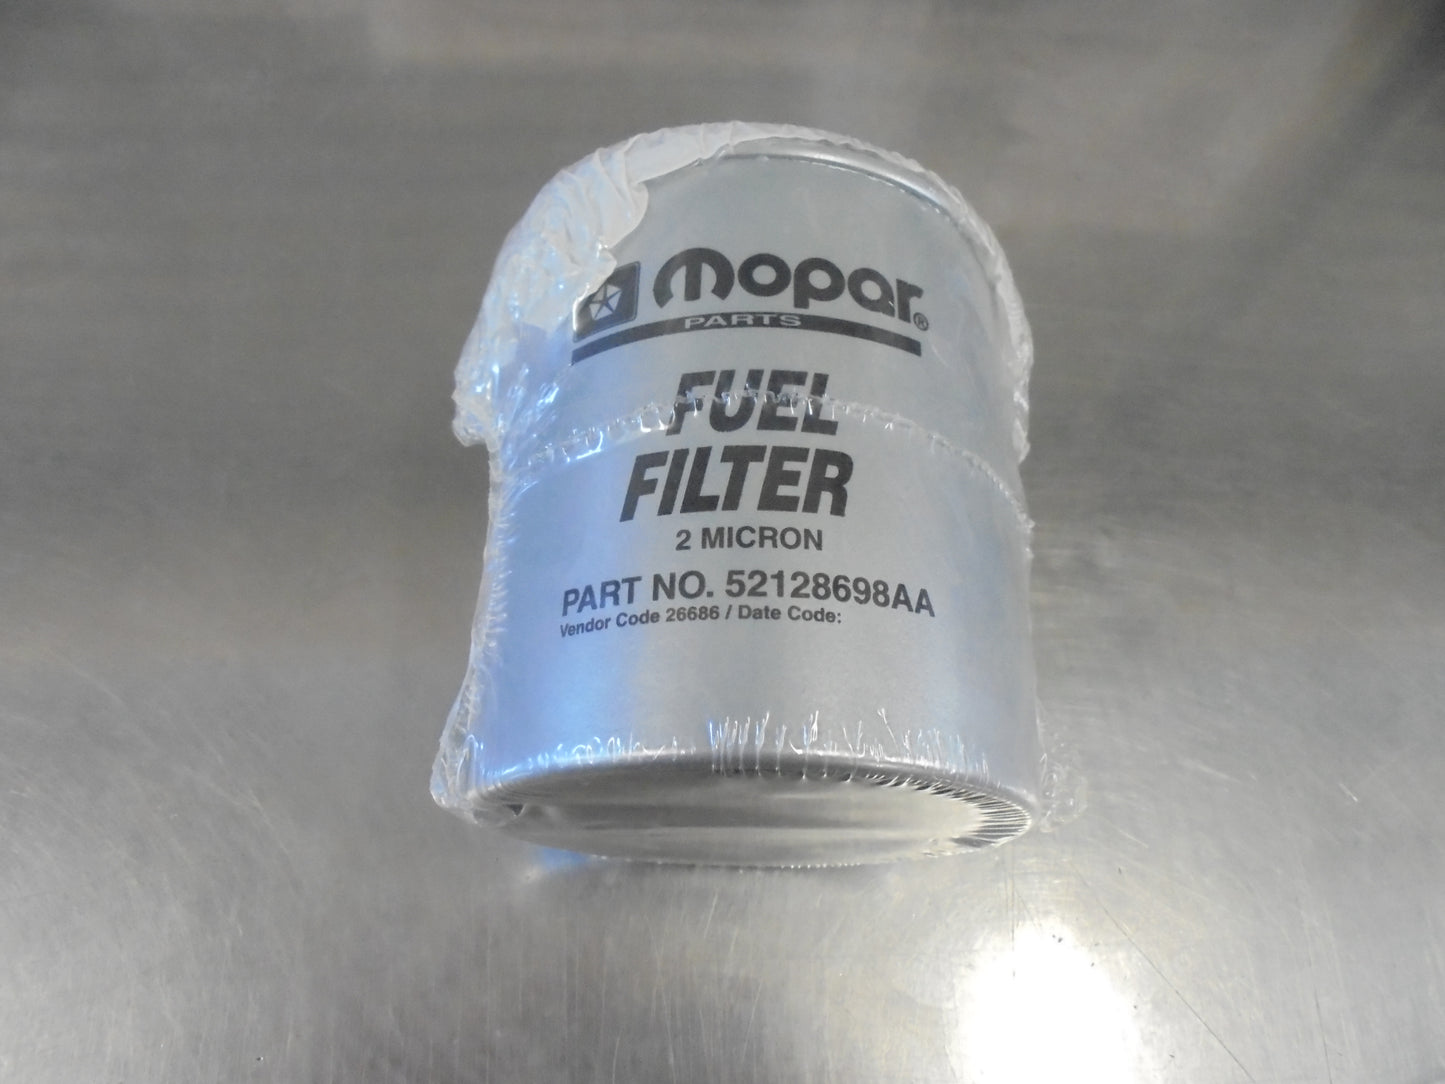 mopar®
PARTS
FUEL
FILTER
2 MICRON
PART NO. 52128698AA
Vendor Code 26686 / Date Code: